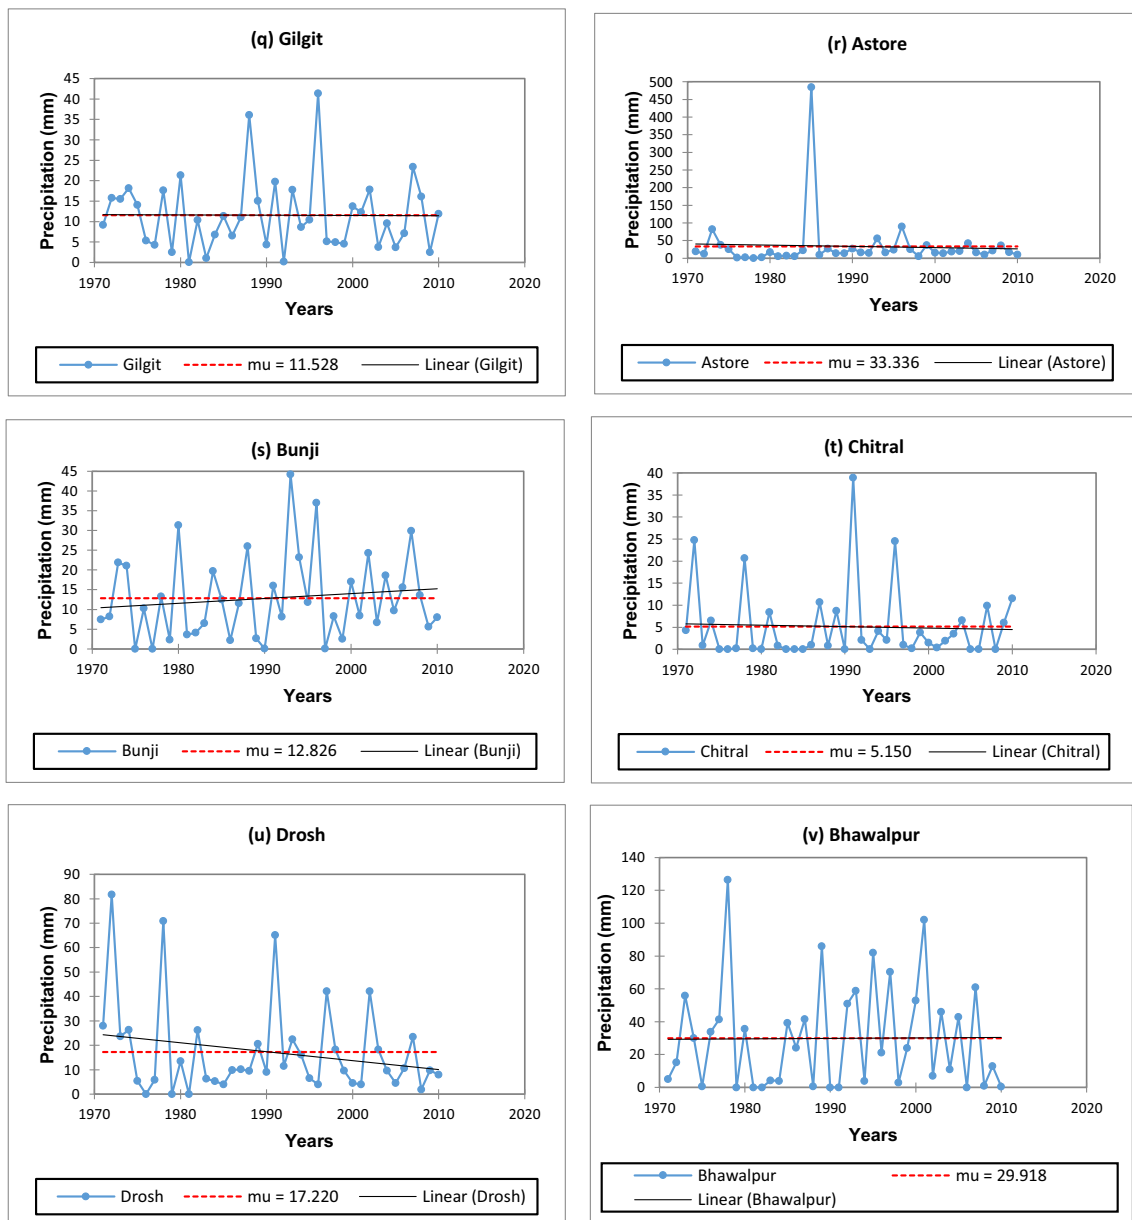 (q) Gilgit
Precipitation (mm)
45
40
35
30
25
20
15
10
5
0
1970 1980 1990 2000 2010 2020
Years
Gilgit mu = 11.528 Linear (Gilgit)
(r) Astore
Precipitation (mm)
500
450
400
350
300
250
200
150
100
50
0
1970 1980 1990 2000 2010 2020
Years
Astore mu = 33.336 Linear (Astore)
(s) Bunji
Precipitation (mm)
45
40
35
30
25
20
15
10
5
0
1970 1980 1990 2000 2010 2020
Years
Bunji mu = 12.826 Linear (Bunji)
(t) Chitral
Precipitation (mm)
40
35
30
25
20
15
10
5
0
1970 1980 1990 2000 2010 2020
Years
Chitral mu = 5.150 Linear (Chitral)
(u) Drosh
Precipitation (mm)
90
80
70
60
50
40
30
20
10
0
1970 1980 1990 2000 2010 2020
Years
Drosh mu = 17.220 Linear (Drosh)
(v) Bhawalpur
Precipitation (mm)
140
120
100
80
60
40
20
0
1970 1980 1990 2000 2010 2020
Years
Bhawalpur mu = 29.918
Linear (Bhawalpur)